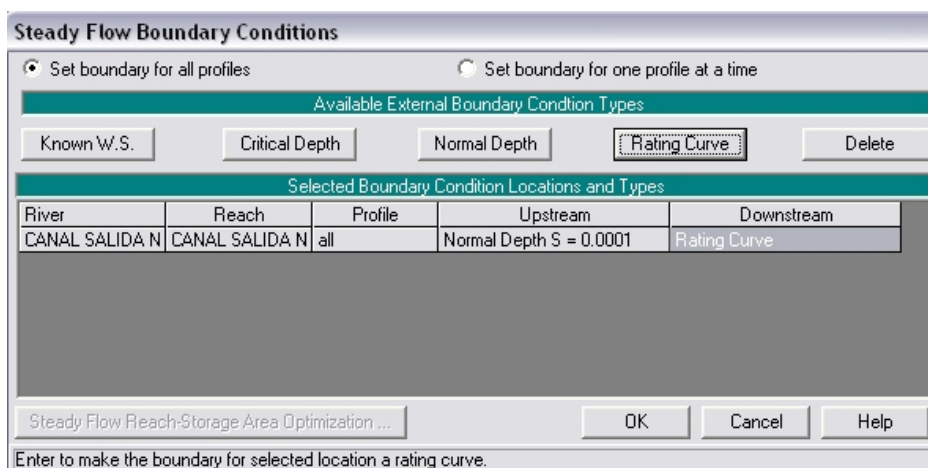 Steady Flow Boundary Conditions
Set boundary for all profiles Set boundary for one profile at a time
Available External Boundary Condtion Types
Known W.S. Critical Depth Normal Depth Rating Curve Delete
Selected Boundary Condition Locations and Types
River Reach Profile Upstream Downstream
CANAL SALIDA N CANAL SALIDA N all Normal Depth S = 0.0001 Rating Curve
Steady Flow Reach-Storage Area Optimization ... OK Cancel Help
Enter to make the boundary for selected location a rating curve.